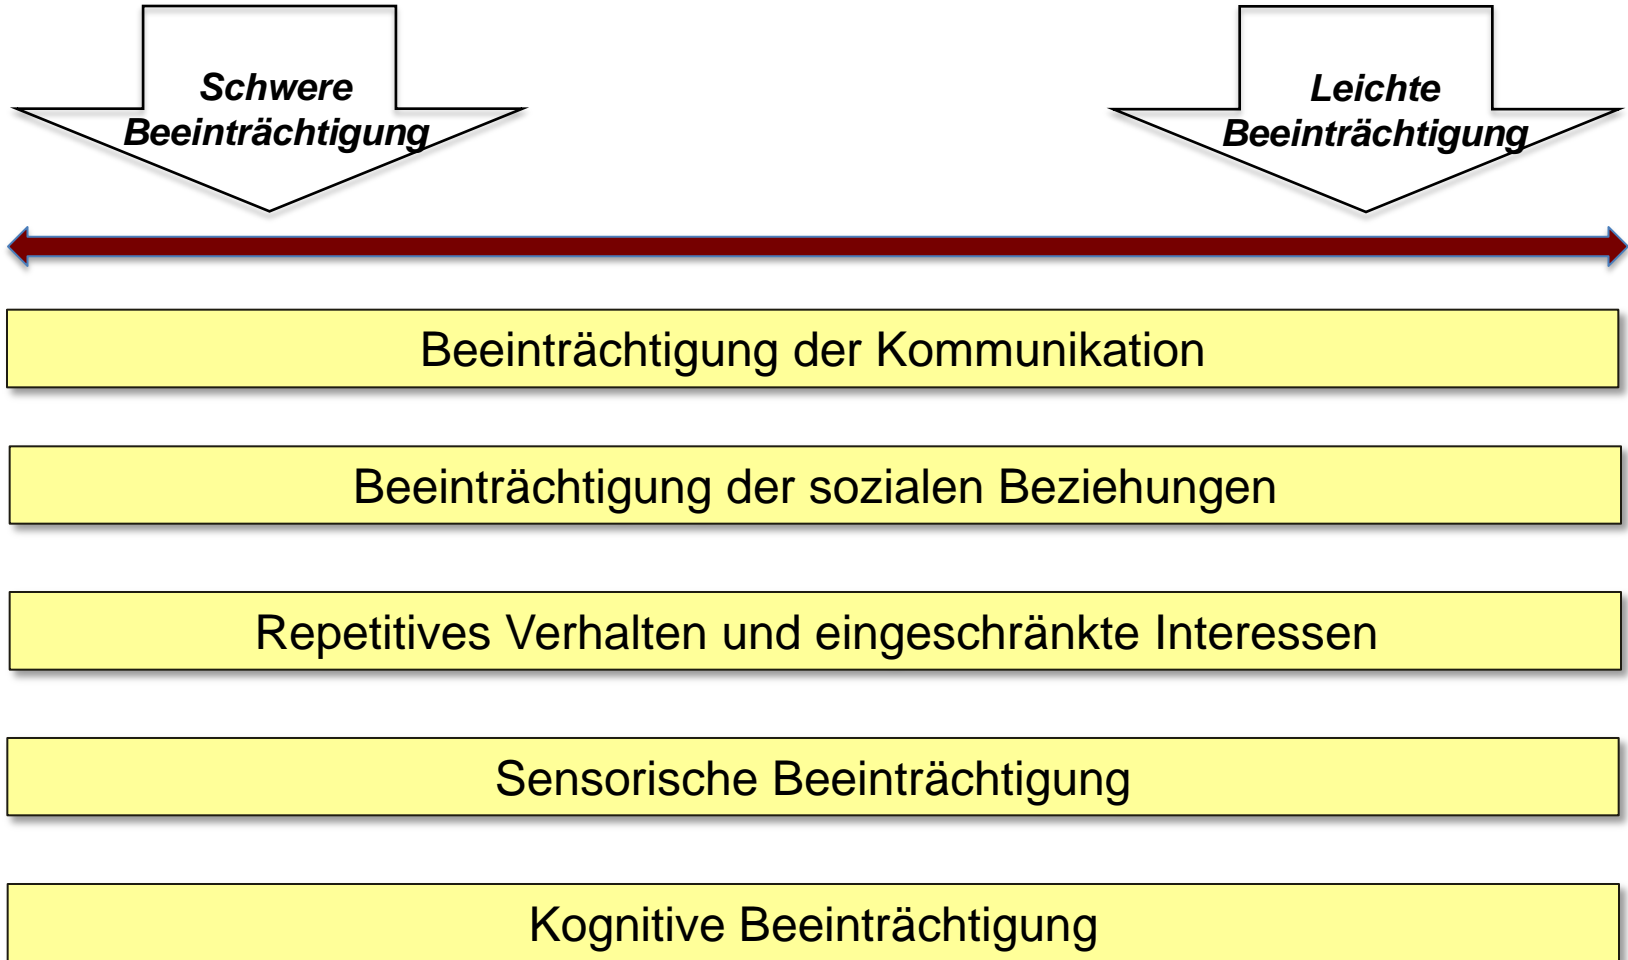 Schwere
Beeinträchtigung
Leichte
Beeinträchtigung
Beeinträchtigung der Kommunikation
Beeinträchtigung der sozialen Beziehungen
Repetitives Verhalten und eingeschränkte Interessen
Sensorische Beeinträchtigung
Kognitive Beeinträchtigung